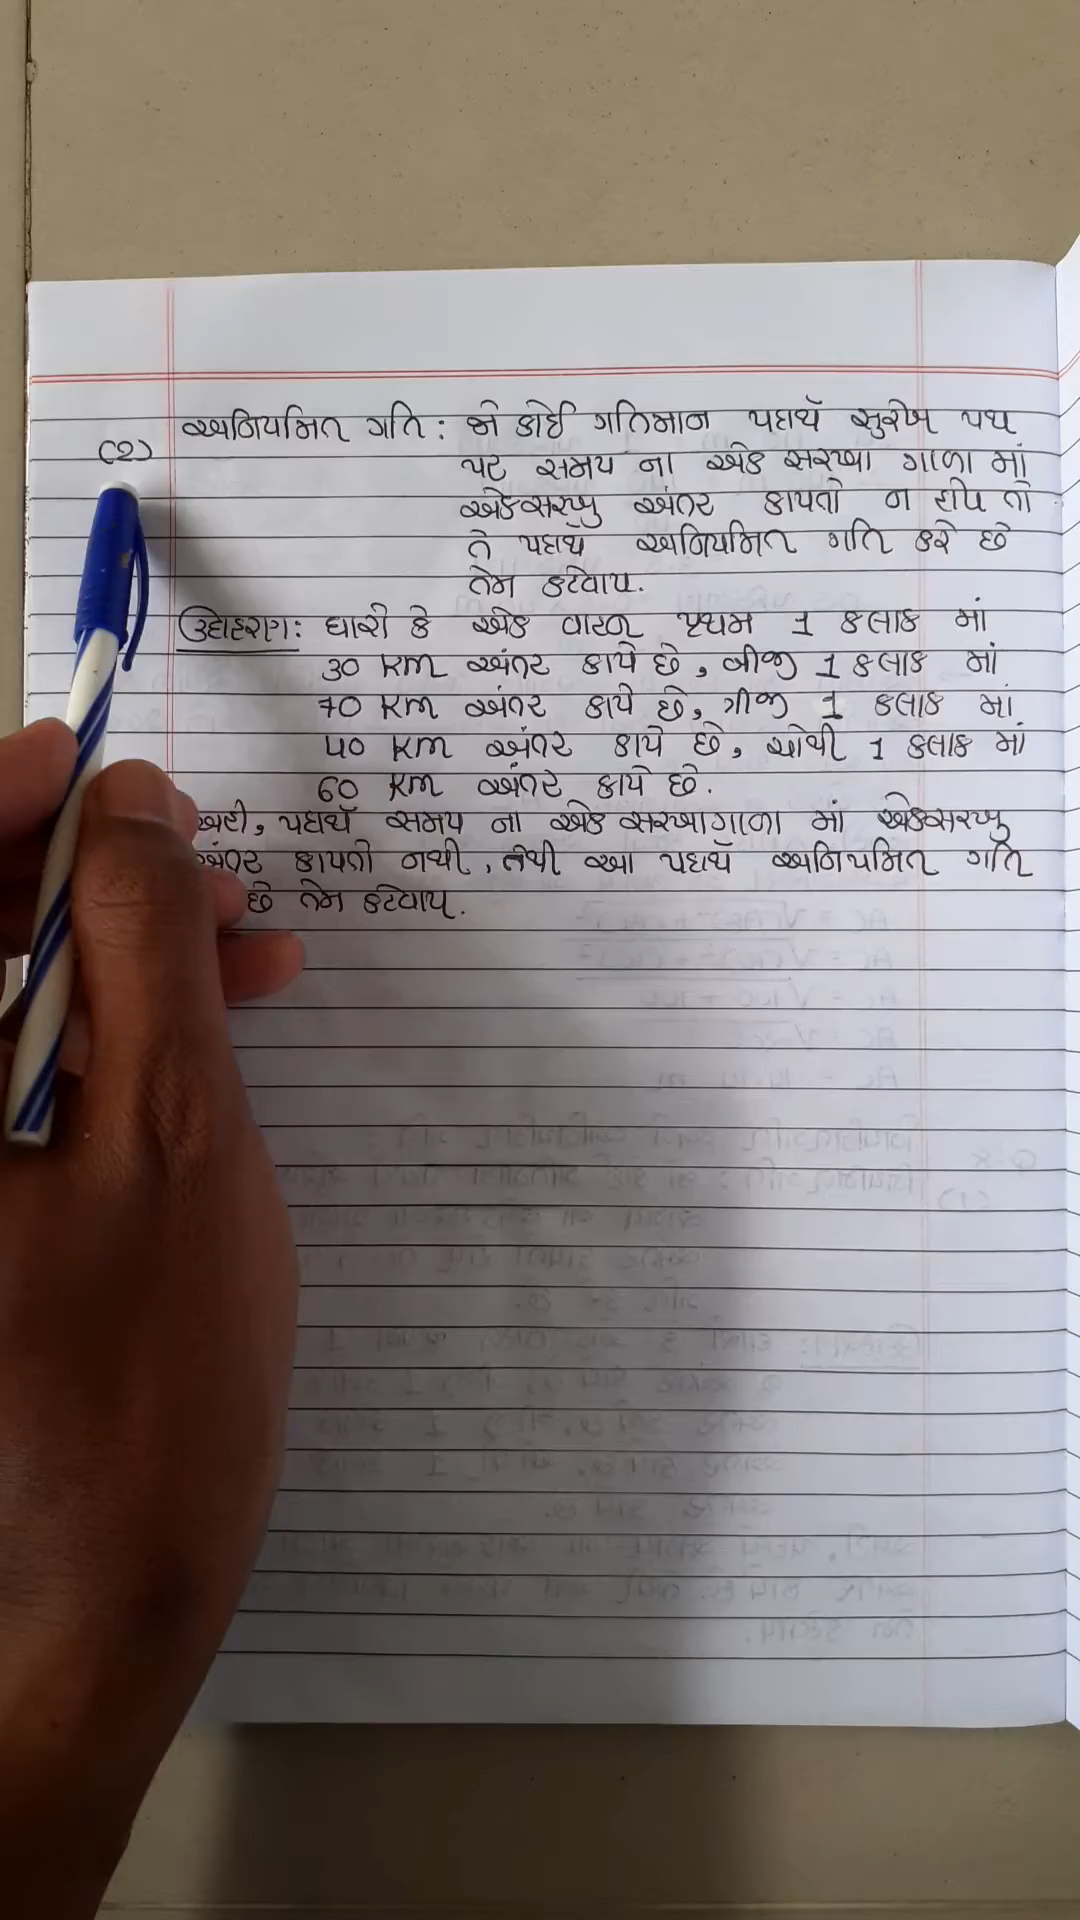 (2) અનિયમિત ગતિ : જો કોઈ ગતિમાન પદાર્થ સુરેખ પથ
પર સમય ના એક સરખા ગાળા માં
એકસરખુ અંતર કાપતો ન હોય તો
તે પદાર્થ અનિયમિત ગતિ કરે છે
તેમ કહેવાય.
ઉદાહરણ : ધારો કે એક વાહન પ્રથમ 1 કલાક માં
30 KM અંતર કાપે છે, બીજી 1 કલાક માં
70 KM અંતર કાપે છે, ત્રીજી 1 કલાક માં
40 KM અંતર કાપે છે, ચોથી 1 કલાક માં
60 KM અંતર કાપે છે.
અહી, પદાર્થ સમય ના એક સરખાગાળા માં એકસરખુ
અંતર કાપતો નથી, તેથી આ પદાર્થ અનિયમિત ગતિ
છે તેમ કહેવાય.